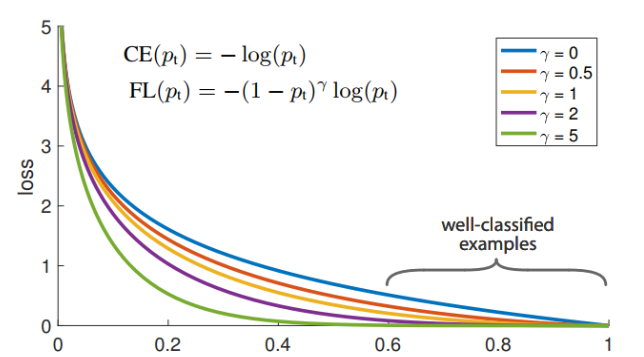 5
4
3
2
1
0
loss
CE(pₜ) = − log(pₜ)
FL(pₜ) = −(1 − pₜ)^γ log(pₜ)
γ = 0
γ = 0.5
γ = 1
γ = 2
γ = 5
well-classified
examples
0 0.2 0.4 0.6 0.8 1